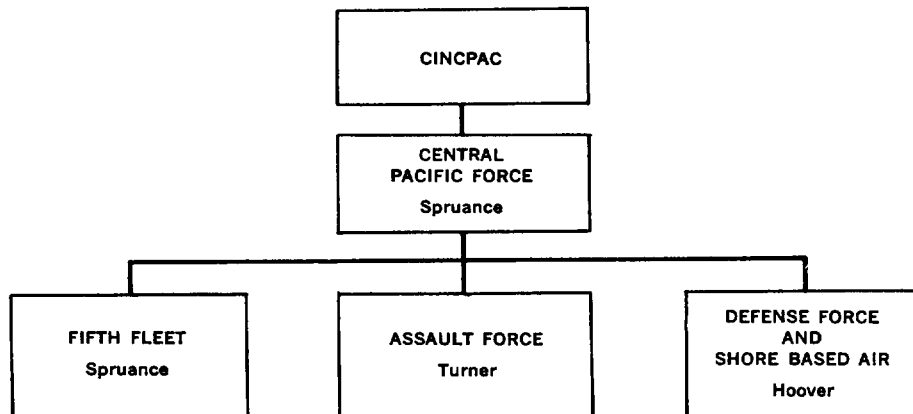 CINCPAC
CENTRAL
PACIFIC FORCE
Spruance
FIFTH FLEET
Spruance
ASSAULT FORCE
Turner
DEFENSE FORCE
AND
SHORE BASED AIR
Hoover